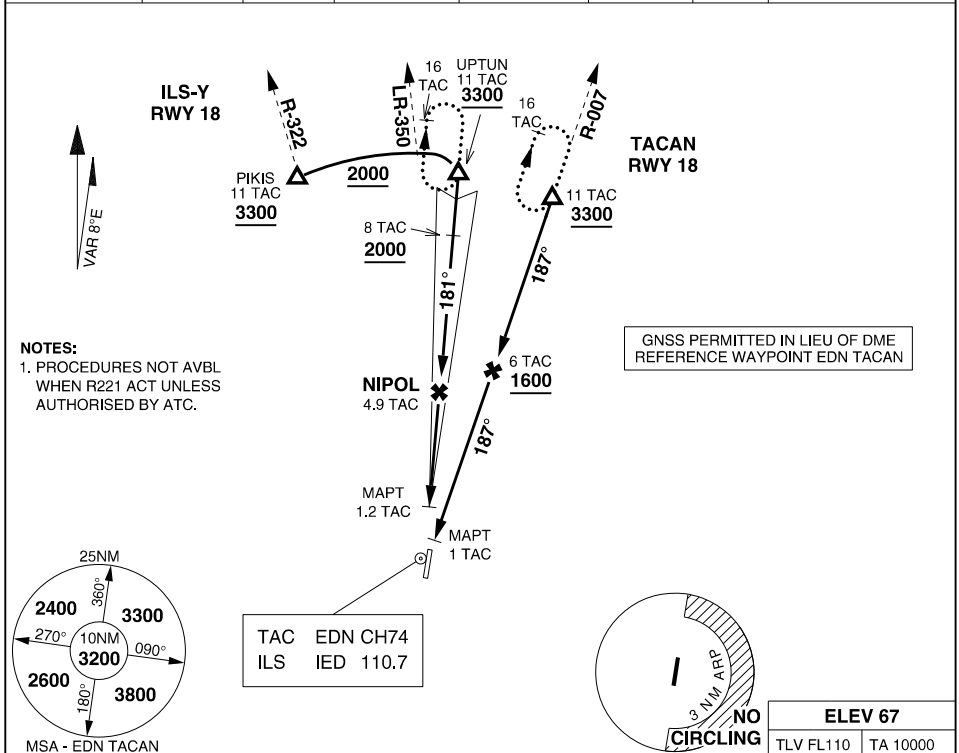 ILS-Y
RWY 18
R-322
LR-350
16
TAC
UPTUN
11 TAC
3300
16
TAC
R-007
TACAN
RWY 18
PIKIS
11 TAC
3300
2000
11 TAC
3300
8 TAC
2000
VAR 8°E
181°
187°
NOTES:
1. PROCEDURES NOT AVBL
WHEN R221 ACT UNLESS
AUTHORISED BY ATC.
GNSS PERMITTED IN LIEU OF DME
REFERENCE WAYPOINT EDN TACAN
NIPOL
4.9 TAC
6 TAC
1600
187°
MAPT
1.2 TAC
MAPT
1 TAC
25NM
360°
2400
3300
270°
10NM
3200
090°
2600
3800
180°
MSA - EDN TACAN
TAC EDN CH74
ILS IED 110.7
3 NM ARP
NO
CIRCLING
ELEV 67
TLV FL110 TA 10000